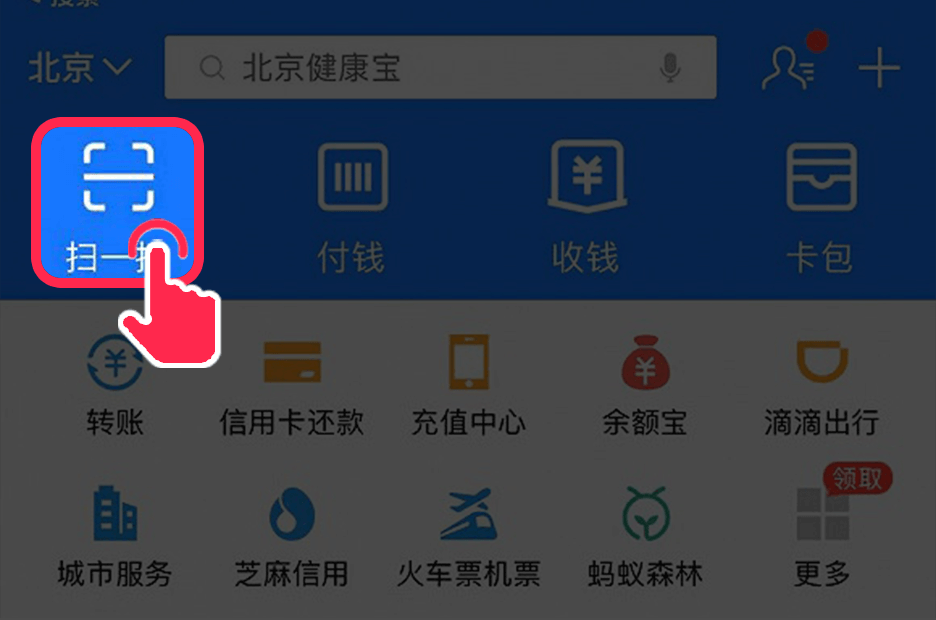 北京
北京健康宝
扫一
付钱
收钱
卡包
转账
信用卡还款
充值中心
余额宝
滴滴出行
领取
城市服务
芝麻信用
火车票机票
蚂蚁森林
更多